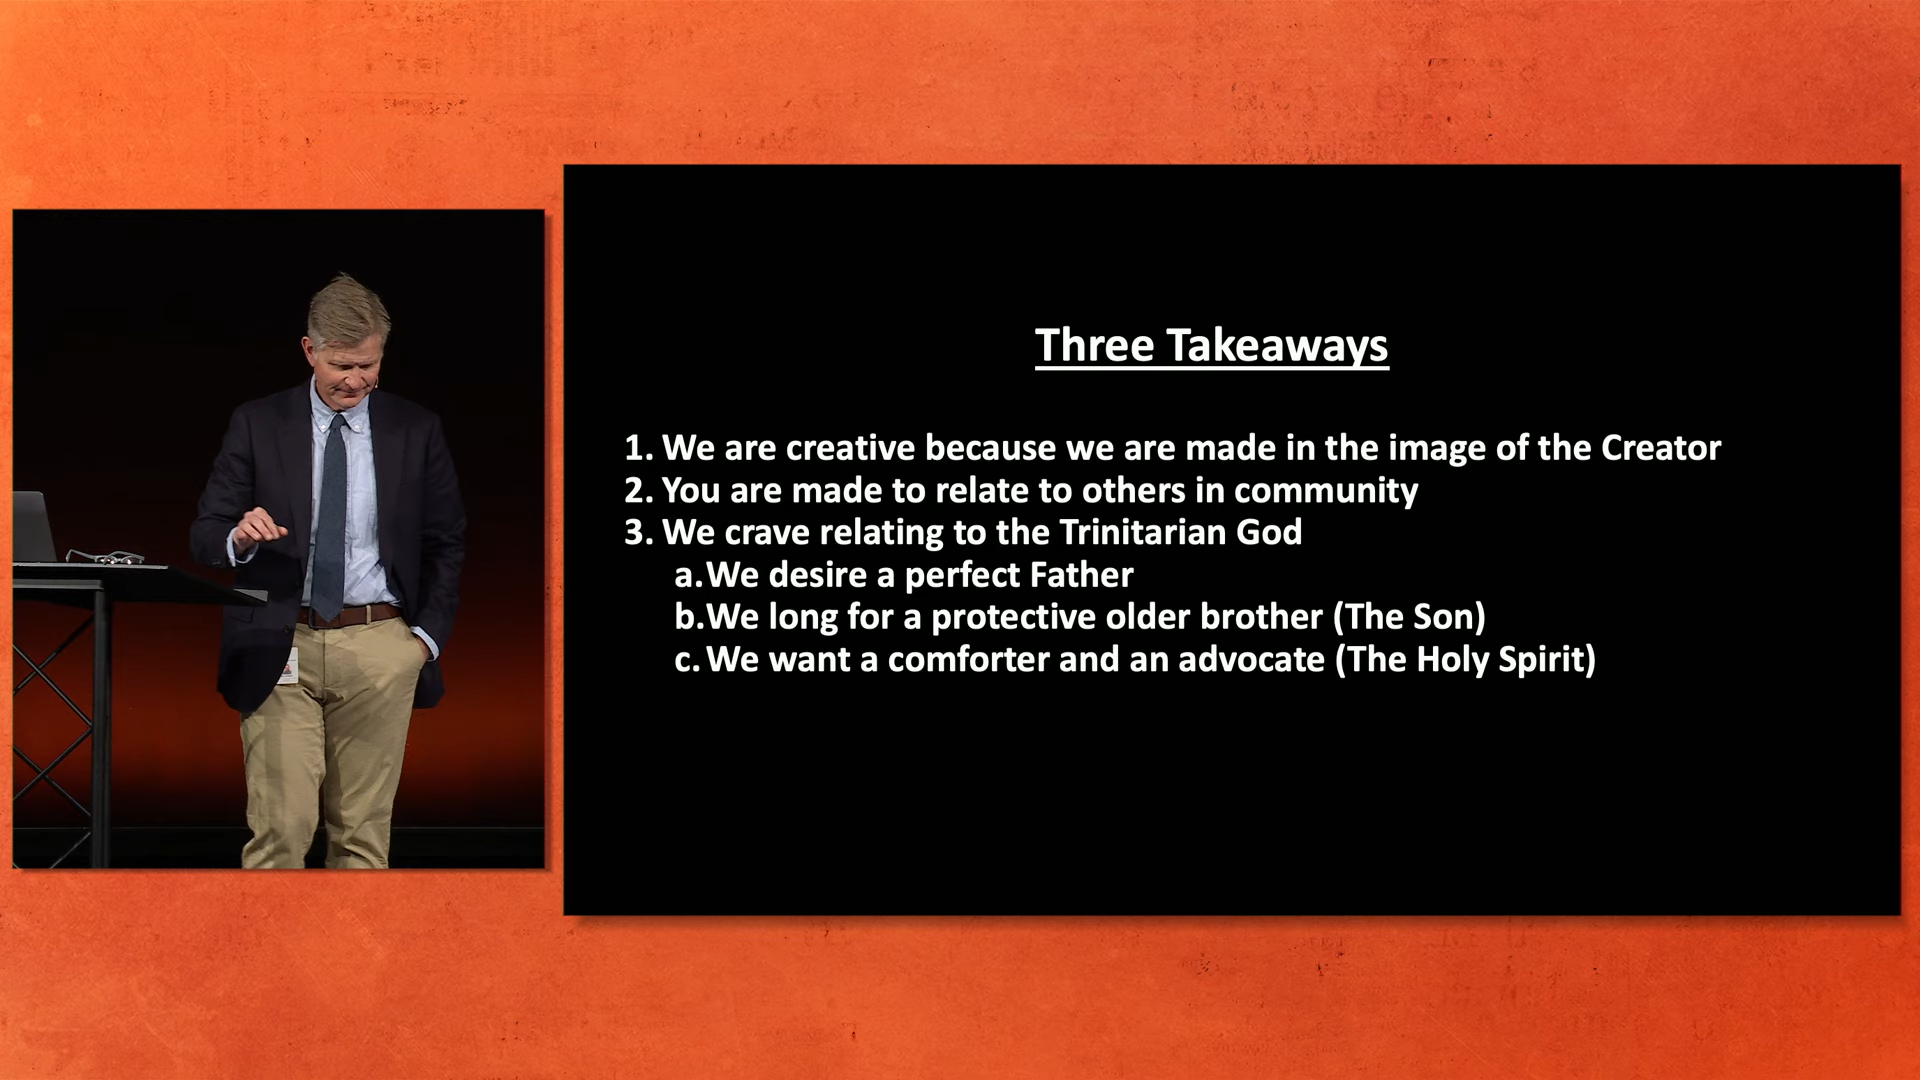 Three Takeaways
1. We are creative because we are made in the image of the Creator
2. You are made to relate to others in community
3. We crave relating to the Trinitarian God
a. We desire a perfect Father
b. We long for a protective older brother (The Son)
c. We want a comforter and an advocate (The Holy Spirit)